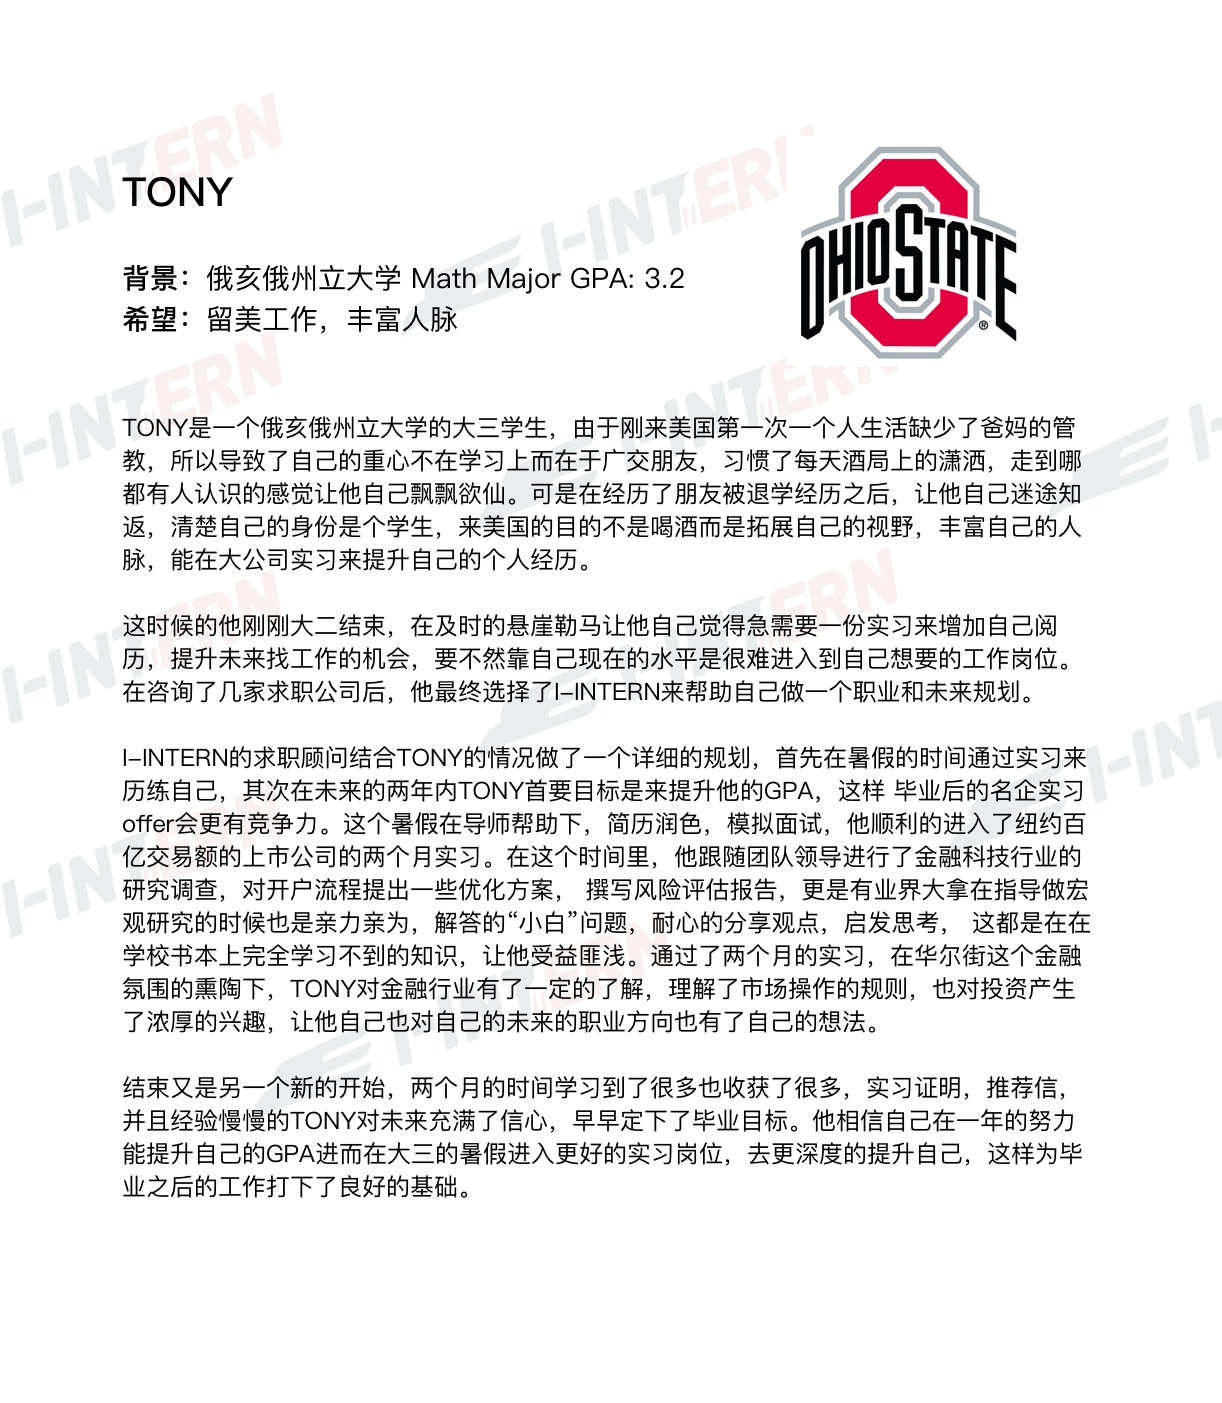 TONY
OHIO STATE
®
背景：俄亥俄州立大学 Math Major GPA: 3.2
希望：留美工作，丰富人脉
TONY是一个俄亥俄州立大学的大三学生，由于刚来美国第一次一个人生活缺少了爸妈的管
教，所以导致了自己的重心不在学习上而在于广交朋友，习惯了每天酒局上的潇洒，走到哪
都有人认识的感觉让他自己飘飘欲仙。可是在经历了朋友被退学经历之后，让他自己迷途知
返，清楚自己的身份是个学生，来美国的目的不是喝酒而是拓展自己的视野，丰富自己的人
脉，能在大公司实习来提升自己的个人经历。
这时候的他刚刚大二结束，在及时的悬崖勒马让他自己觉得急需要一份实习来增加自己阅
历，提升未来找工作的机会，要不然靠自己现在的水平是很难进入到自己想要的工作岗位。
在咨询了几家求职公司后，他最终选择了I-INTERN来帮助自己做一个职业和未来规划。
I-INTERN的求职顾问结合TONY的情况做了一个详细的规划，首先在暑假的时间通过实习来
历练自己，其次在未来的两年内TONY首要目标是来提升他的GPA，这样 毕业后的名企实习
offer会更有竞争力。这个暑假在导师帮助下，简历润色，模拟面试，他顺利的进入了纽约百
亿交易额的上市公司的两个月实习。在这个时间里，他跟随团队领导进行了金融科技行业的
研究调查，对开户流程提出一些优化方案， 撰写风险评估报告，更是有业界大拿在指导做宏
观研究的时候也是亲力亲为，解答的“小白”问题，耐心的分享观点，启发思考， 这都是在在
学校书本上完全学习不到的知识，让他受益匪浅。通过了两个月的实习，在华尔街这个金融
氛围的熏陶下，TONY对金融行业有了一定的了解，理解了市场操作的规则，也对投资产生
了浓厚的兴趣，让他自己也对自己的未来的职业方向也有了自己的想法。
结束又是另一个新的开始，两个月的时间学习到了很多也收获了很多，实习证明，推荐信，
并且经验慢慢的TONY对未来充满了信心，早早定下了毕业目标。他相信自己在一年的努力
能提升自己的GPA进而在大三的暑假进入更好的实习岗位，去更深度的提升自己，这样为毕
业之后的工作打下了良好的基础。
I-INTERN
I-INTERN
I-INTERN
I-INTERN
I-INTERN
I-INTERN
I-INTERN
I-INTERN